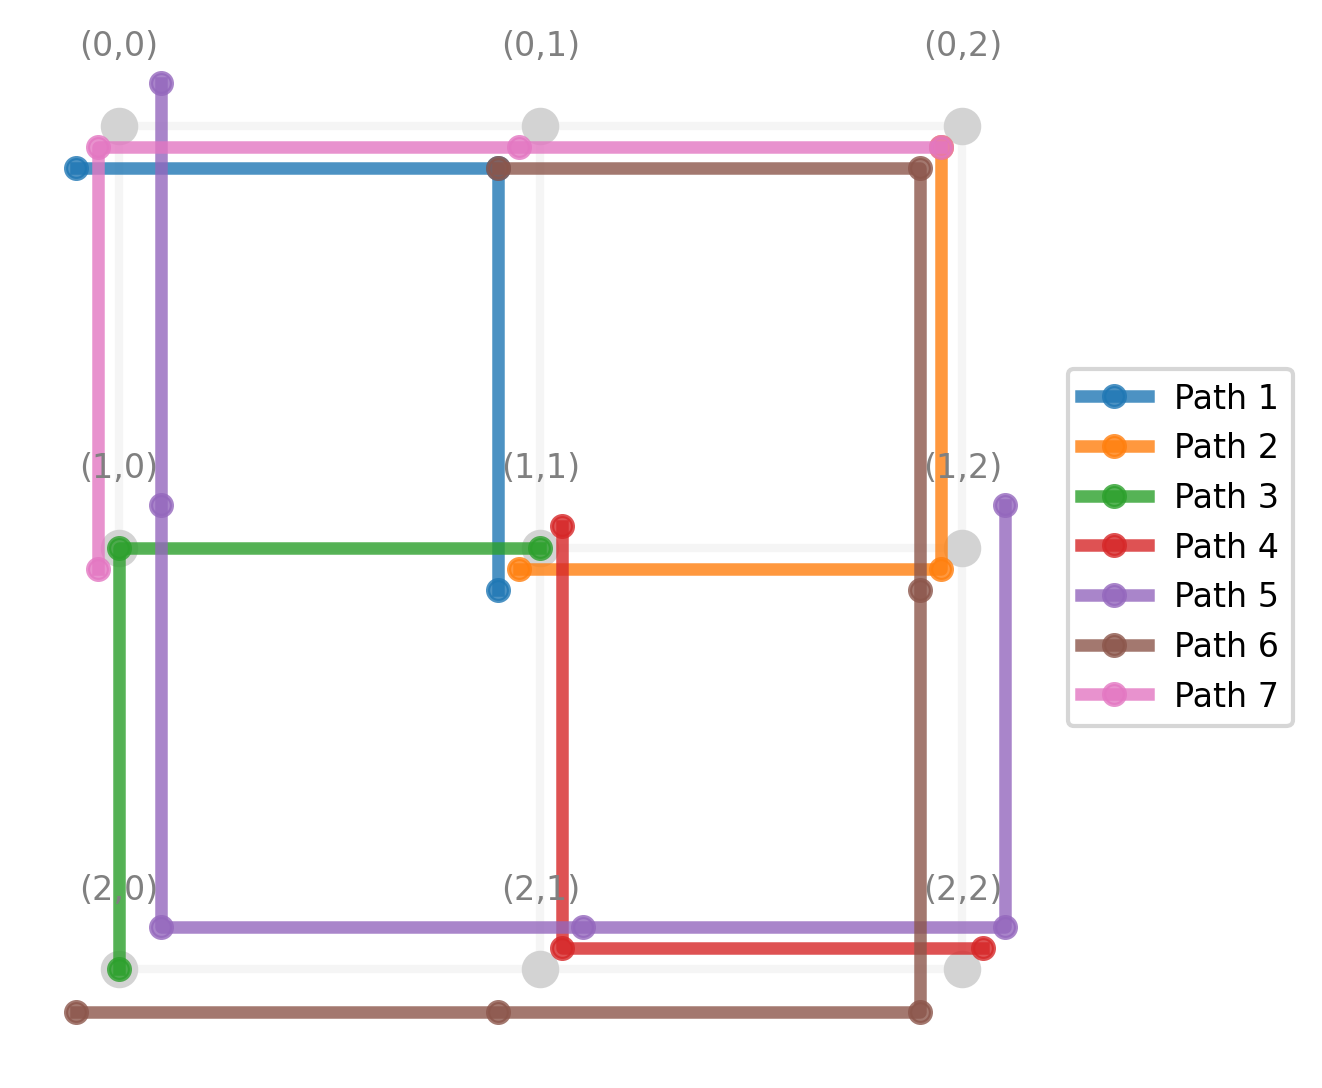 (0,0) (0,1) (0,2)
(1,0) (1,1) (1,2)
(2,0) (2,1) (2,2)
Path 1
Path 2
Path 3
Path 4
Path 5
Path 6
Path 7